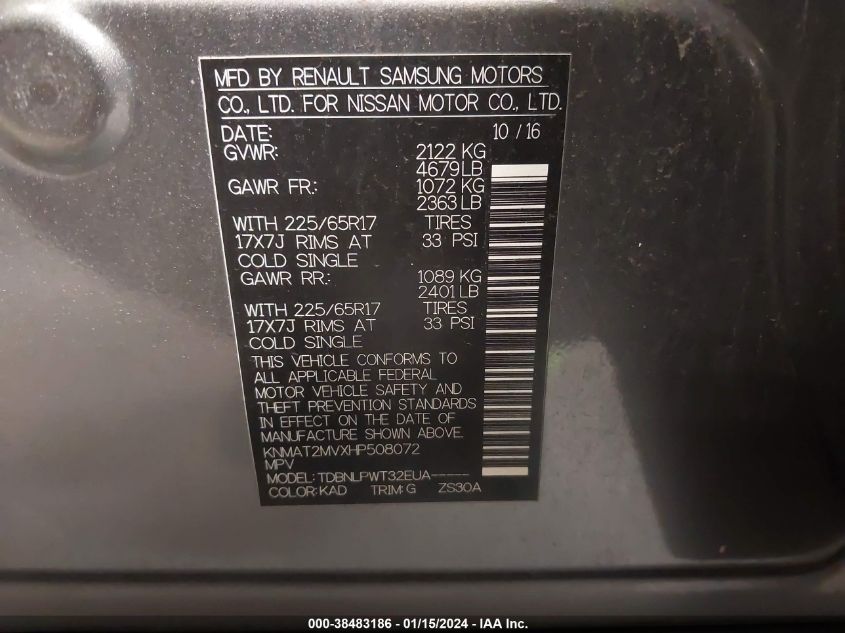 MFD BY RENAULT SAMSUNG MOTORS
CO., LTD. FOR NISSAN MOTOR CO., LTD.
DATE: 10 / 16
GVWR: 2122 KG
4679 LB
GAWR FR.: 1072 KG
2363 LB
WITH 225/65R17 TIRES
17X7J RIMS AT 33 PSI
COLD SINGLE
GAWR RR.: 1089 KG
2401 LB
WITH 225/65R17 TIRES
17X7J RIMS AT 33 PSI
COLD SINGLE
THIS VEHICLE CONFORMS TO
ALL APPLICABLE FEDERAL
MOTOR VEHICLE SAFETY AND
THEFT PREVENTION STANDARDS
IN EFFECT ON THE DATE OF
MANUFACTURE SHOWN ABOVE.
KNMAT2MVXHP508072
MPV
MODEL: TDBNLPWT32EUA-----
COLOR: KAD TRIM: G ZS30A
000-38483186 - 01/15/2024 - IAA Inc.